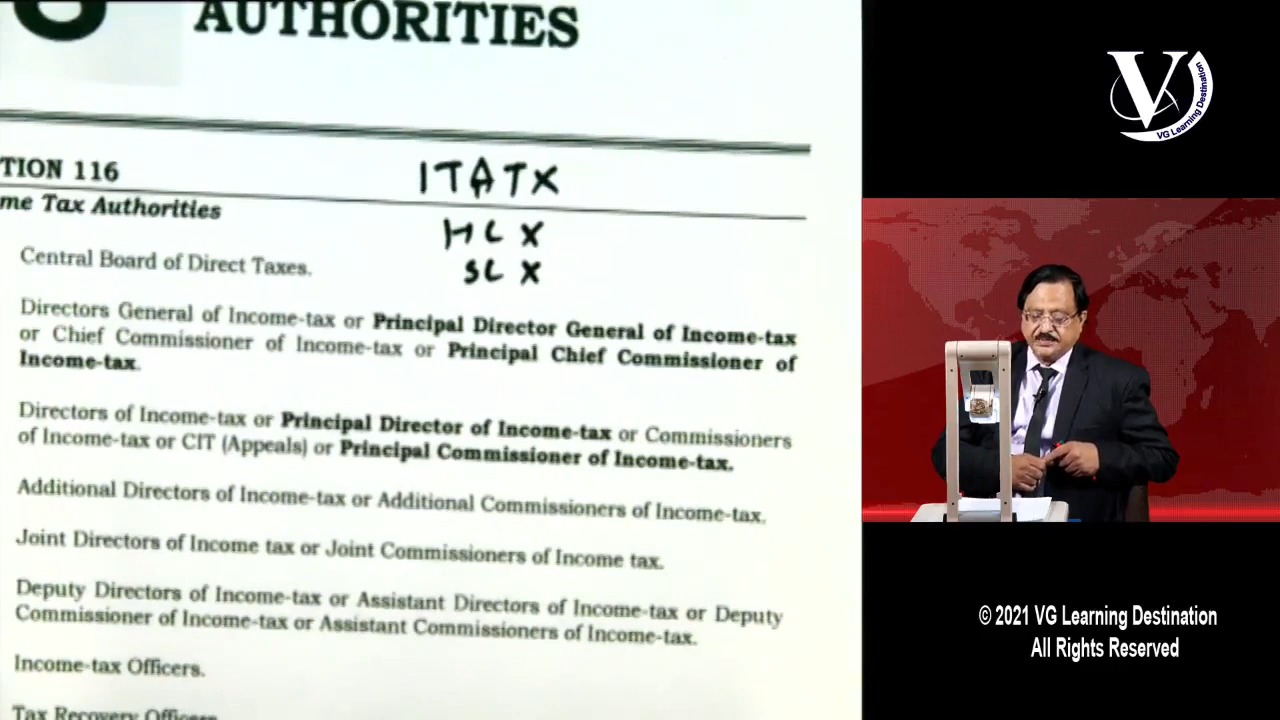 AUTHORITIES
TION 116
ITAT X
me Tax Authorities
HC X
SC X
Central Board of Direct Taxes.
Directors General of Income-tax or Principal Director General of Income-tax
or Chief Commissioner of Income-tax or Principal Chief Commissioner of
Income-tax.
Directors of Income-tax or Principal Director of Income-tax or Commissioners
of Income-tax or CIT (Appeals) or Principal Commissioner of Income-tax.
Additional Directors of Income-tax or Additional Commissioners of Income-tax.
Joint Directors of Income tax or Joint Commissioners of Income tax.
Deputy Directors of Income-tax or Assistant Directors of Income-tax or Deputy
Commissioner of Income-tax or Assistant Commissioners of Income-tax.
Income-tax Officers.
Tax Recovery Officers
V
VG Learning Destination
© 2021 VG Learning Destination
All Rights Reserved